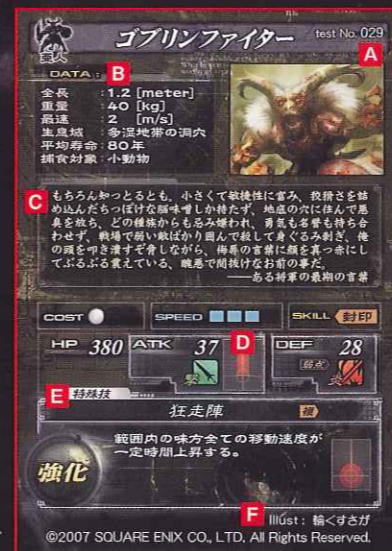 亜人
ゴブリンファイター
test No. 029
A
DATA:
B
全長 : 1.2 [meter]
重量 : 40 [kg]
最速 : 2 [m/s]
生息域 : 多湿地帯の洞穴
平均寿命 : 80年
捕食対象 : 小動物
C
もちろん知っとるとも。小さくて敏捷性に富み、狡猾さを詰
め込んだちっぽけな脳味噌しか持たず、地底の穴に住んで悪
臭を放ち、どの種族からも忌み嫌われ、勇気も名誉も持ち合
わせず、戦場で弱い敵ばかり囲んで殺して身ぐるみ剥ぎ、俺
の頭を叩き潰すぞ脅しながら、侮辱の言葉に顔を真っ赤にし
てぶるぶる震えている、醜悪で間抜けなお前の事だ。
――ある将軍の最期の言葉
COST
SPEED
SKILL 封印
HP 380
ATK 37
D
DEF 28
弱点
E
特殊技
狂走陣
複
強化
範囲内の味方全ての移動速度が
一定時間上昇する。
F
Illust : 輪くすさが
©2007 SQUARE ENIX CO., LTD. All Rights Reserved.